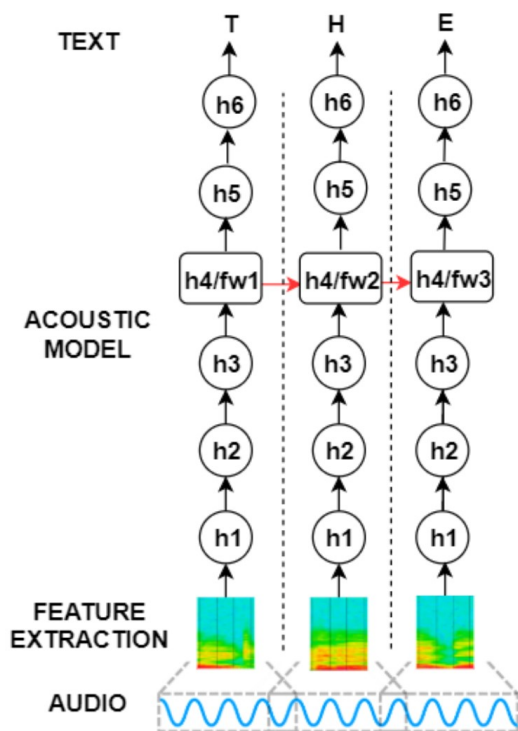 TEXT T H E
h6 h6 h6
h5 h5 h5
h4/fw1 h4/fw2 h4/fw3
ACOUSTIC
MODEL
h3 h3 h3
h2 h2 h2
h1 h1 h1
FEATURE
EXTRACTION
AUDIO